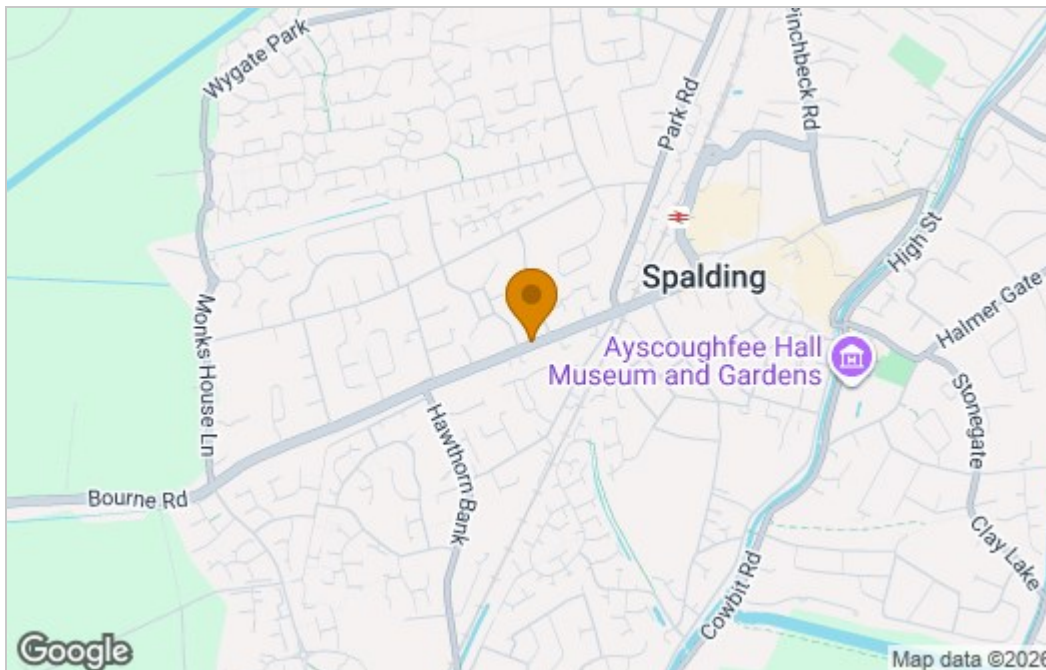 Wygate Park
Park Rd
Pinchbeck Rd
High St
Spalding
Halmer Gate
Monks House Ln
Ayscoughfee Hall
Museum and Gardens
Stonegate
Hawthorn Bank
Bourne Rd
Clay Lake
Cowbit Rd
Google
Map data ©2026